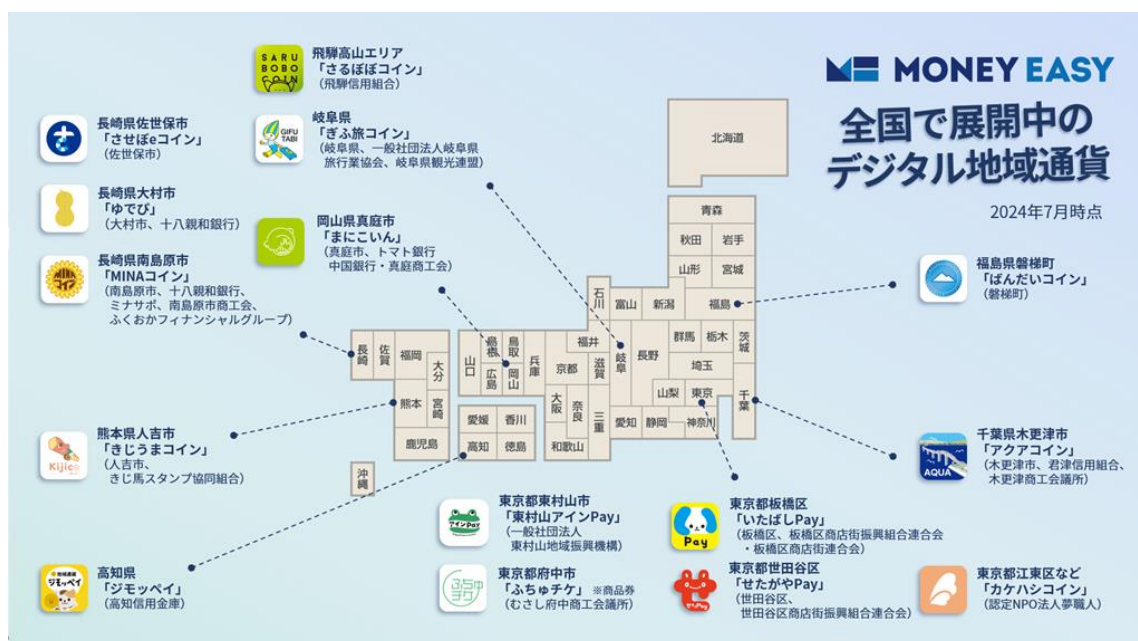 MONEY EASY
全国で展開中の
デジタル地域通貨
2024年7月時点
SARU
BOBO
COIN
飛騨高山エリア
「さるぼぼコイン」
（飛騨信用組合）
GIFU
TABI
岐阜県
「ぎふ旅コイン」
（岐阜県、一般社団法人岐阜県
旅行業協会、岐阜県観光連盟）
さ
長崎県佐世保市
「させぼeコイン」
（佐世保市）
長崎県大村市
「ゆでぴ」
（大村市、十八親和銀行）
岡山県真庭市
「まにこいん」
（真庭市、トマト銀行
中国銀行・真庭商工会）
MINA
コイン
長崎県南島原市
「MINAコイン」
（南島原市、十八親和銀行、
ミナサポ、南島原市商工会、
ふくおかフィナンシャルグループ）
福島県磐梯町
「ばんだいコイン」
（磐梯町）
北海道
青森
秋田
岩手
山形
宮城
石川
富山
新潟
福島
福井
岐阜
長野
群馬
栃木
茨城
埼玉
山梨
東京
千葉
愛知
静岡
神奈川
滋賀
三重
京都
大阪
奈良
和歌山
兵庫
鳥取
島根
岡山
広島
山口
愛媛
香川
高知
徳島
長崎
佐賀
福岡
大分
熊本
宮崎
鹿児島
沖縄
Kijico
熊本県人吉市
「きじうまコイン」
（人吉市、
きじ馬スタンプ協同組合）
AQUA
千葉県木更津市
「アクアコイン」
（木更津市、君津信用組合、
木更津商工会議所）
アインPay
東京都東村山市
「東村山アインPay」
（一般社団法人
東村山地域振興機構）
Pay
東京都板橋区
「いたばしPay」
（板橋区、板橋区商店街振興組合連合会
・板橋区商店街連合会）
地域通貨
ジモッペイ
高知県
「ジモッペイ」
（高知信用金庫）
ふちゅ
チケ
東京都府中市
「ふちゅチケ」※商品券
（むさし府中商工会議所）
せたPay
東京都世田谷区
「せたがやPay」
（世田谷区、
世田谷区商店街振興組合連合会）
東京都江東区など
「カケハシコイン」
（認定NPO法人夢職人）